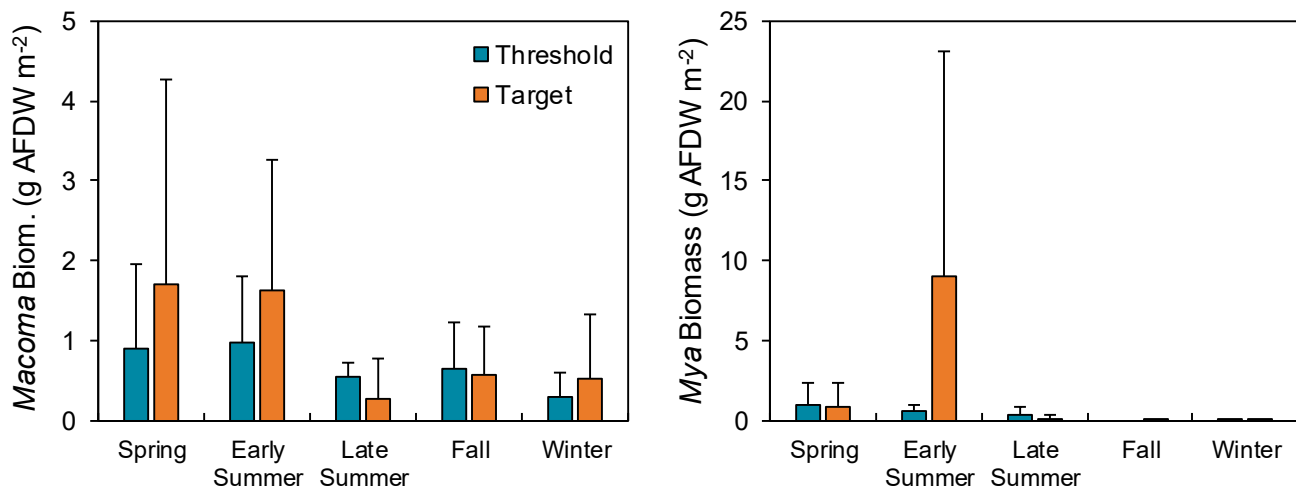 Macoma Biom. (g AFDW m-2)
5
4
3
2
1
0
Threshold
Target
Spring
Early
Summer
Late
Summer
Fall
Winter
Mya Biomass (g AFDW m-2)
25
20
15
10
5
0
Spring
Early
Summer
Late
Summer
Fall
Winter